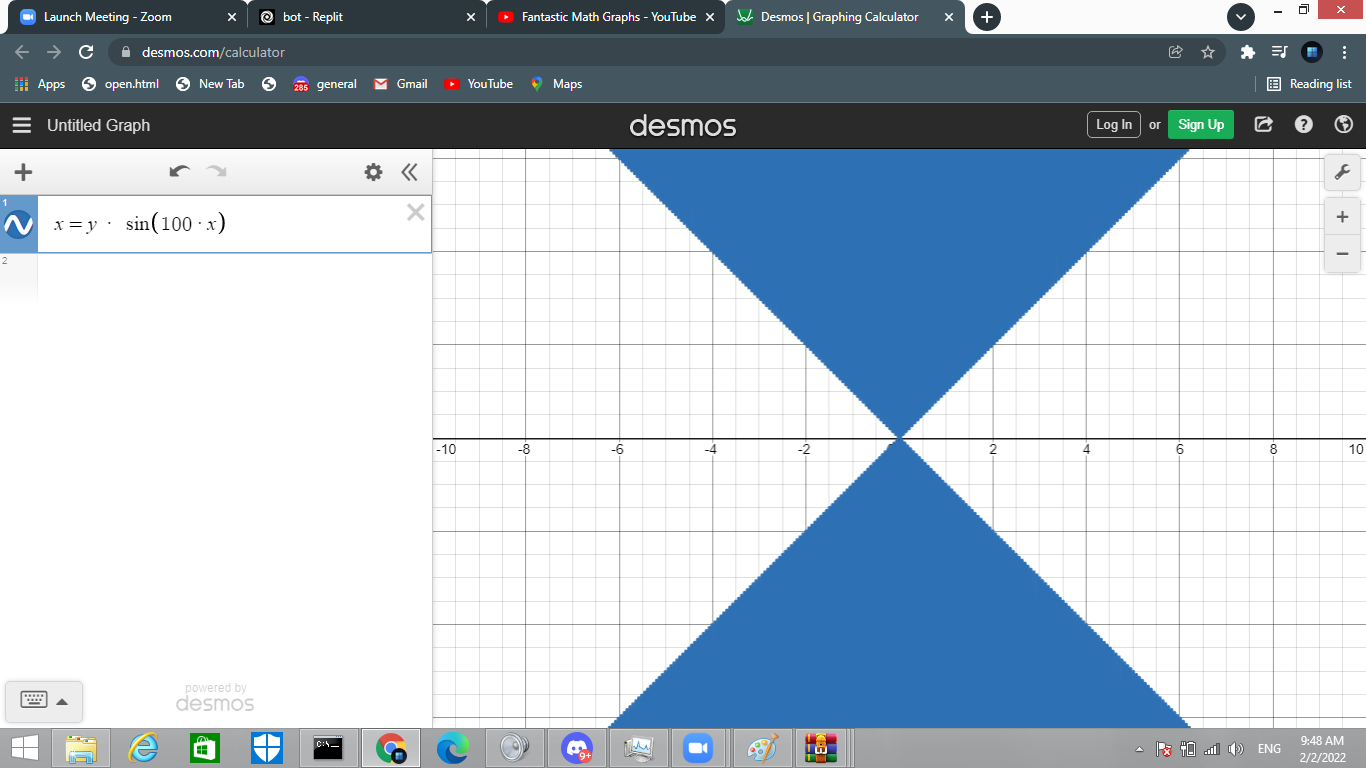 Launch Meeting - Zoom
bot - Replit
Fantastic Math Graphs - YouTube
Desmos | Graphing Calculator
desmos.com/calculator
Apps
open.html
New Tab
285 general
Gmail
YouTube
Maps
Reading list
Untitled Graph
desmos
Log In or Sign Up
1
x = y · sin(100 · x)
2
-10 -8 -6 -4 -2 2 4 6 8 10
powered by
desmos
C:\-
9+
ENG
9:48 AM
2/2/2022